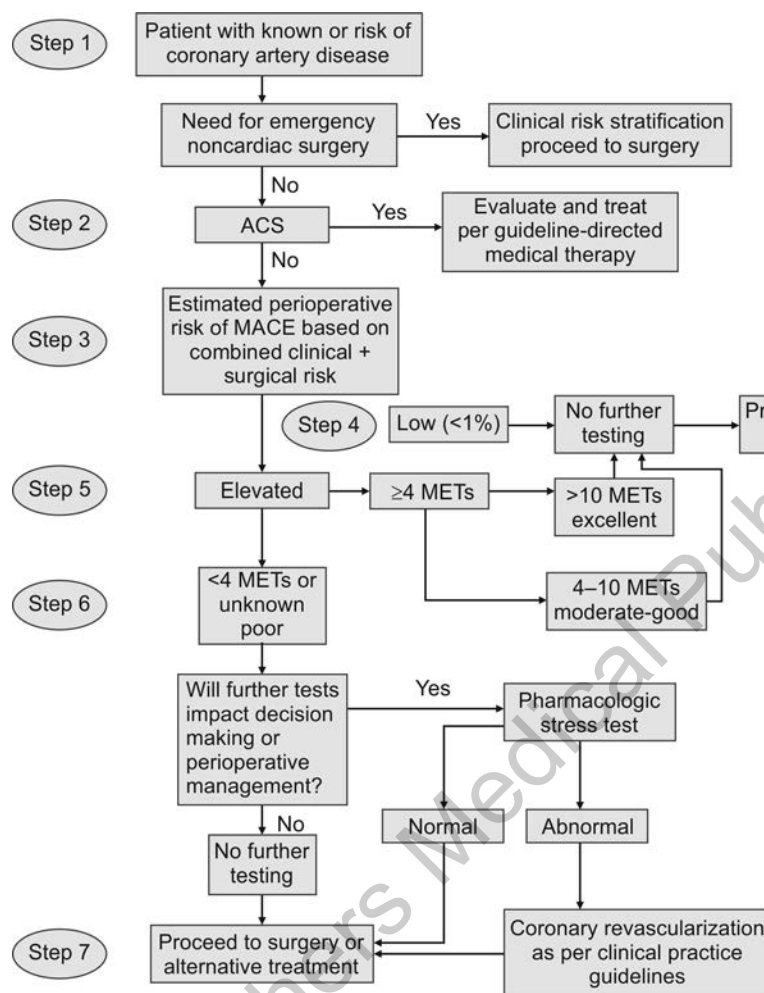 Step 1
Patient with known or risk of
coronary artery disease
Need for emergency
noncardiac surgery
Yes
Clinical risk stratification
proceed to surgery
No
Step 2
ACS
Yes
Evaluate and treat
per guideline-directed
medical therapy
No
Step 3
Estimated perioperative
risk of MACE based on
combined clinical +
surgical risk
Step 4
Low (<1%)
No further
testing
Pr
Step 5
Elevated
≥4 METs
>10 METs
excellent
Step 6
<4 METs or
unknown
poor
4–10 METs
moderate-good
Will further tests
impact decision
making or
perioperative
management?
Yes
Pharmacologic
stress test
No
Normal
Abnormal
No further
testing
Step 7
Proceed to surgery or
alternative treatment
Coronary revascularization
as per clinical practice
guidelines
hers Medical Pub